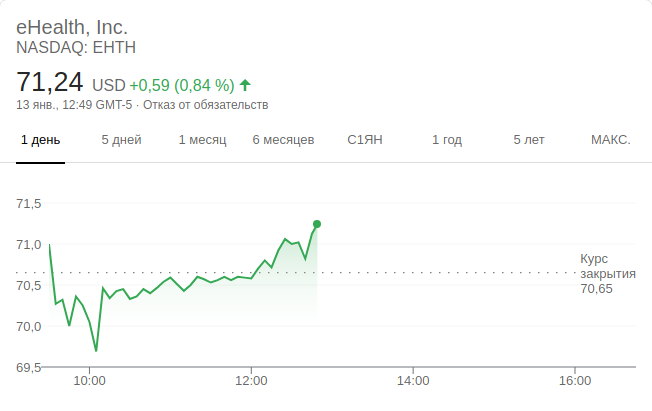 eHealth, Inc.
NASDAQ: EHTH
71,24 USD +0,59 (0,84 %)
13 янв., 12:49 GMT-5 · Отказ от обязательств
1 день 5 дней 1 месяц 6 месяцев С1ЯН 1 год 5 лет МАКС.
71,5
71,0
Курс
закрытия
70,65
70,5
70,0
69,5
10:00 12:00 14:00 16:00